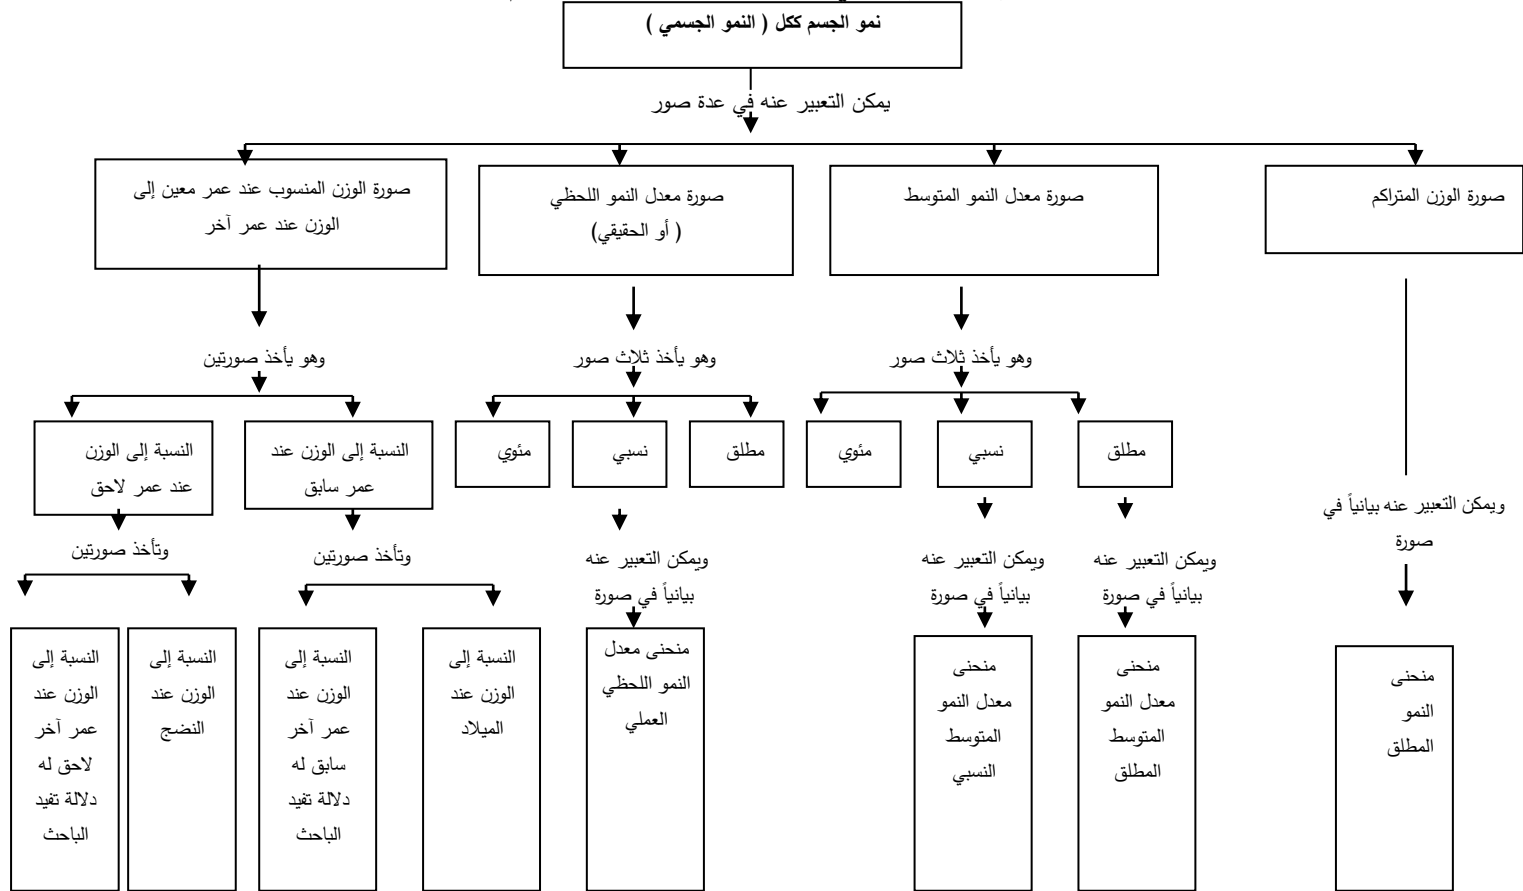 نمو الجسم ككل ( النمو الجسمي )
يمكن التعبير عنه في عدة صور
صورة الوزن المتراكم
صورة معدل النمو المتوسط
صورة معدل النمو اللحظي
( أو الحقيقي)
صورة الوزن المنسوب عند عمر معين إلى
الوزن عند عمر آخر
وهو يأخذ ثلاث صور
وهو يأخذ ثلاث صور
وهو يأخذ صورتين
مطلق
نسبي
مئوي
مطلق
نسبي
مئوي
النسبة إلى الوزن عند
عمر سابق
النسبة إلى الوزن
عند عمر لاحق
ويمكن التعبير عنه بيانياً في
صورة
ويمكن التعبير عنه
بيانياً في صورة
ويمكن التعبير عنه
بيانياً في صورة
ويمكن التعبير عنه
بيانياً في صورة
وتأخذ صورتين
وتأخذ صورتين
منحنى
النمو
المطلق
منحنى
معدل النمو
المتوسط
المطلق
منحنى
معدل النمو
المتوسط
النسبي
منحنى معدل
النمو اللحظي
العملي
النسبة إلى
الوزن عند
الميلاد
النسبة إلى
الوزن عند
عمر آخر
سابق له
دلالة تفيد
الباحث
النسبة إلى
الوزن عند
النضج
النسبة إلى
الوزن عند
عمر آخر
لاحق له
دلالة تفيد
الباحث